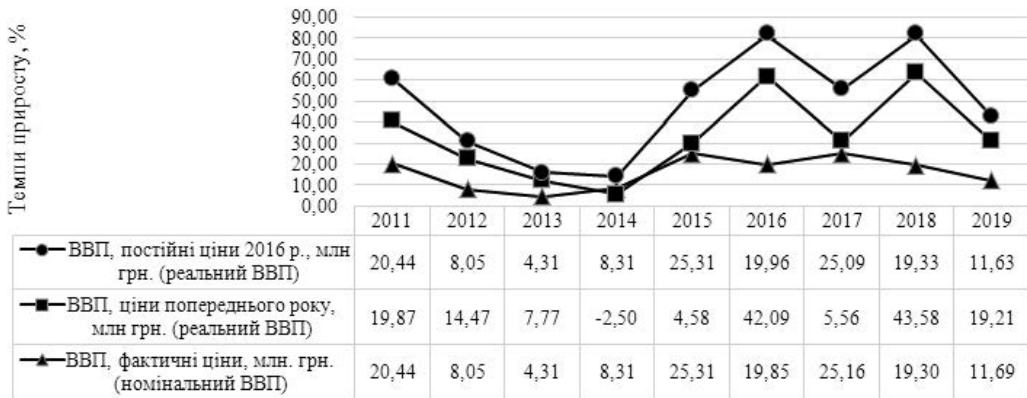 Темпи приросту, %
90,00
80,00
70,00
60,00
50,00
40,00
30,00
20,00
10,00
0,00
2011 2012 2013 2014 2015 2016 2017 2018 2019
ВВП, постійні ціни 2016 р., млн
грн. (реальний ВВП)
20,44 8,05 4,31 8,31 25,31 19,96 25,09 19,33 11,63
ВВП, ціни попереднього року,
млн грн. (реальний ВВП)
19,87 14,47 7,77 -2,50 4,58 42,09 5,56 43,58 19,21
ВВП, фактичні ціни, млн. грн.
(номінальний ВВП)
20,44 8,05 4,31 8,31 25,31 19,85 25,16 19,30 11,69